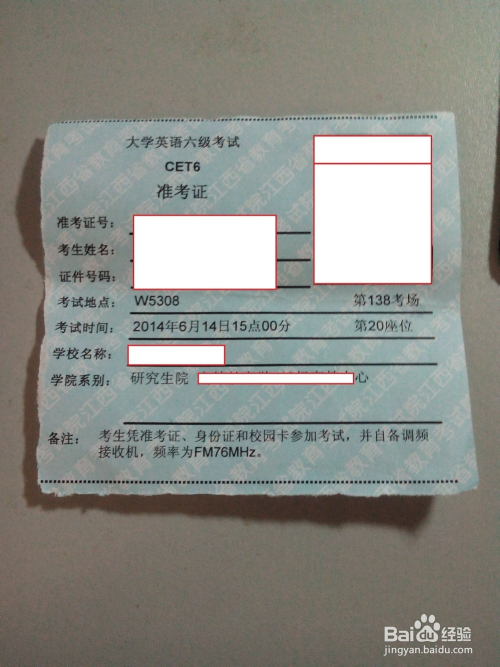 大学英语六级考试
CET6
准考证
准考证号:
考生姓名:
证件号码:
考试地点: W5308 第138考场
考试时间: 2014年6月14日15点00分 第20座位
学校名称:
学院系别: 研究生院 心
备注: 考生凭准考证、身份证和校园卡参加考试，并自备调频
接收机，频率为FM76MHz。
Baidu经验
jingyan.baidu.com